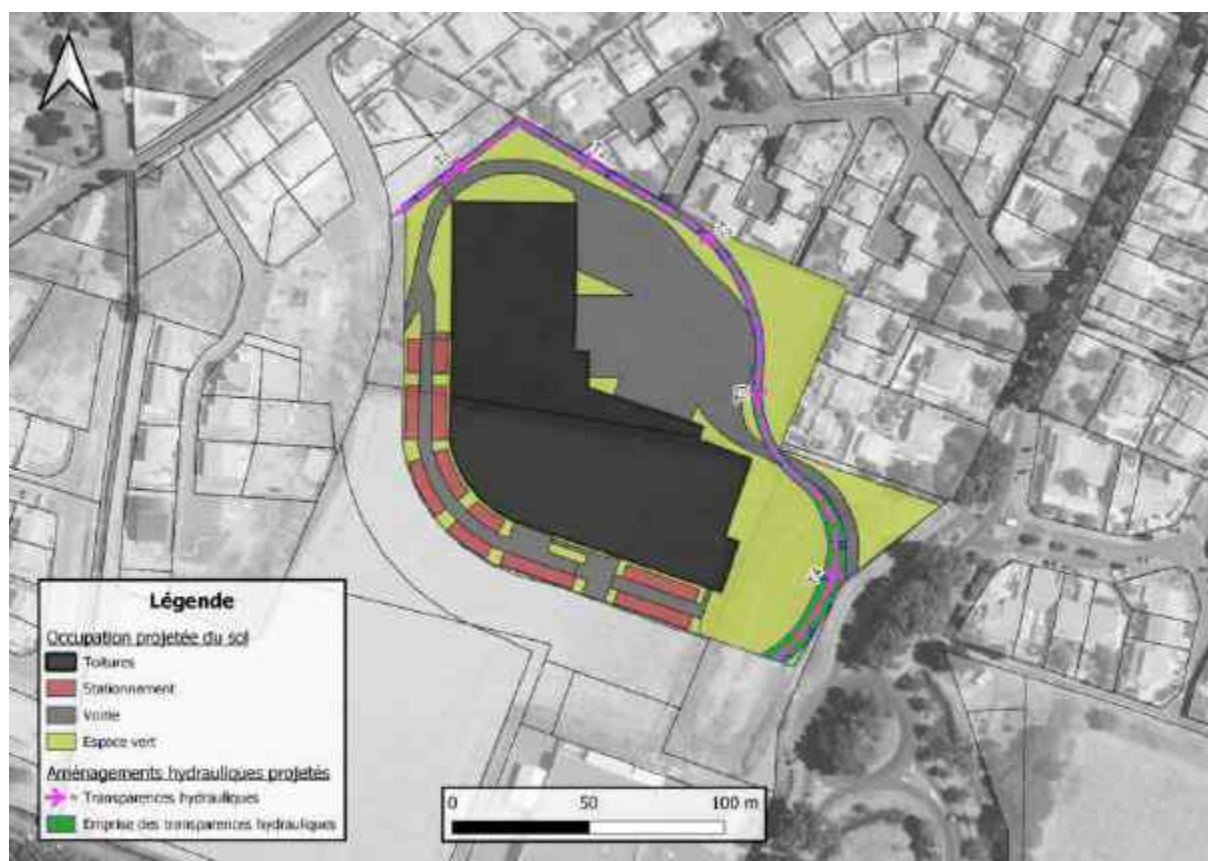 Légende
Occupation projetée du sol
Toitures
Stationnement
Voirie
Espace vert
Aménagements hydrauliques projetés
= Transparences hydrauliques
Emprise des transparences hydrauliques
0 50 100 m